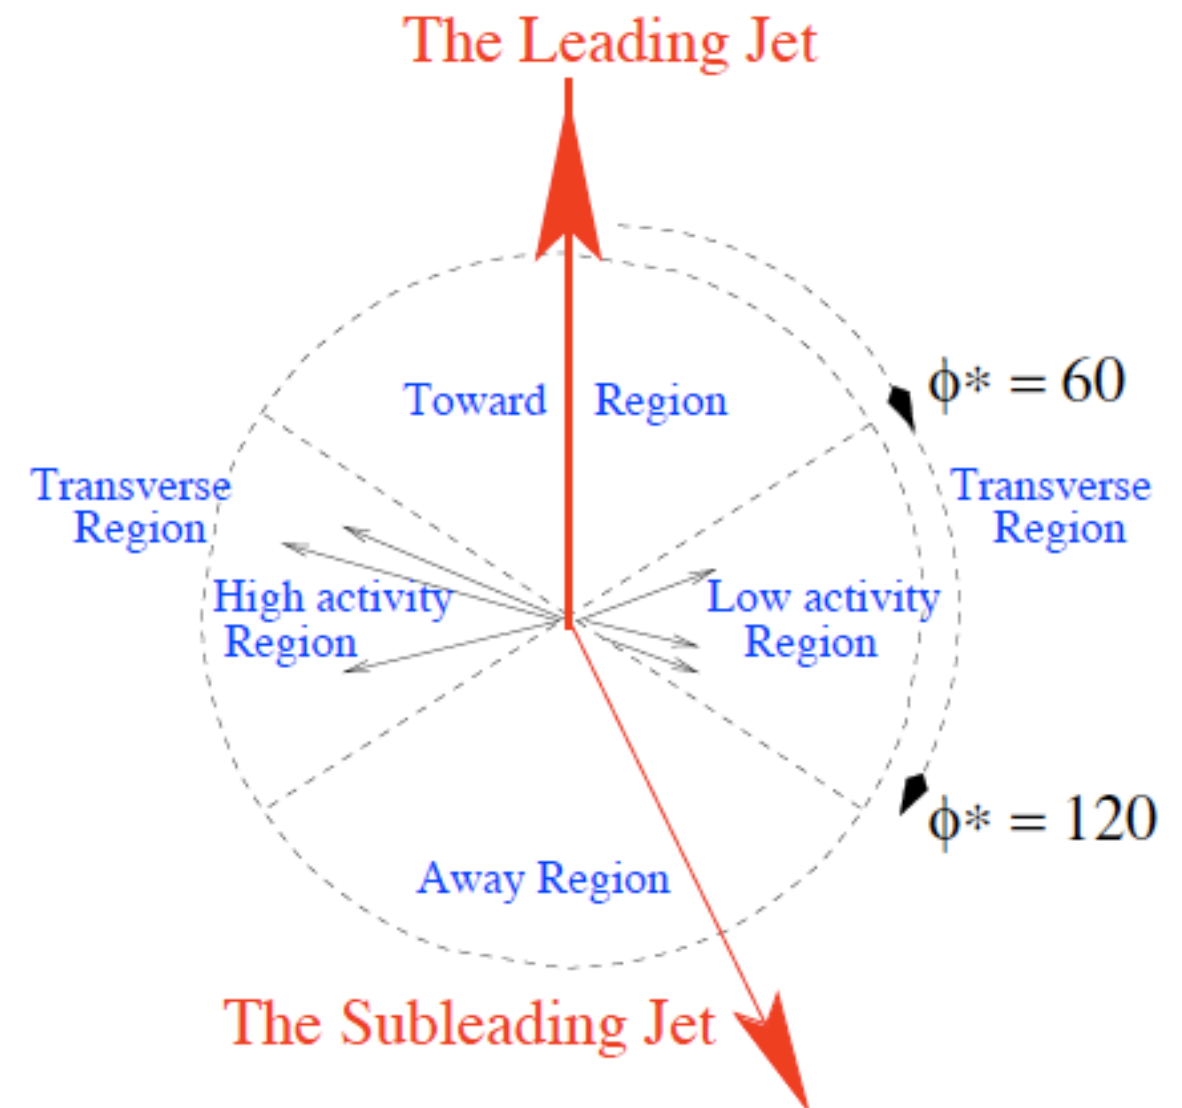 The Leading Jet
Toward Region
ϕ* = 60
Transverse
Region
Transverse
Region
High activity
Region
Low activity
Region
ϕ* = 120
Away Region
The Subleading Jet